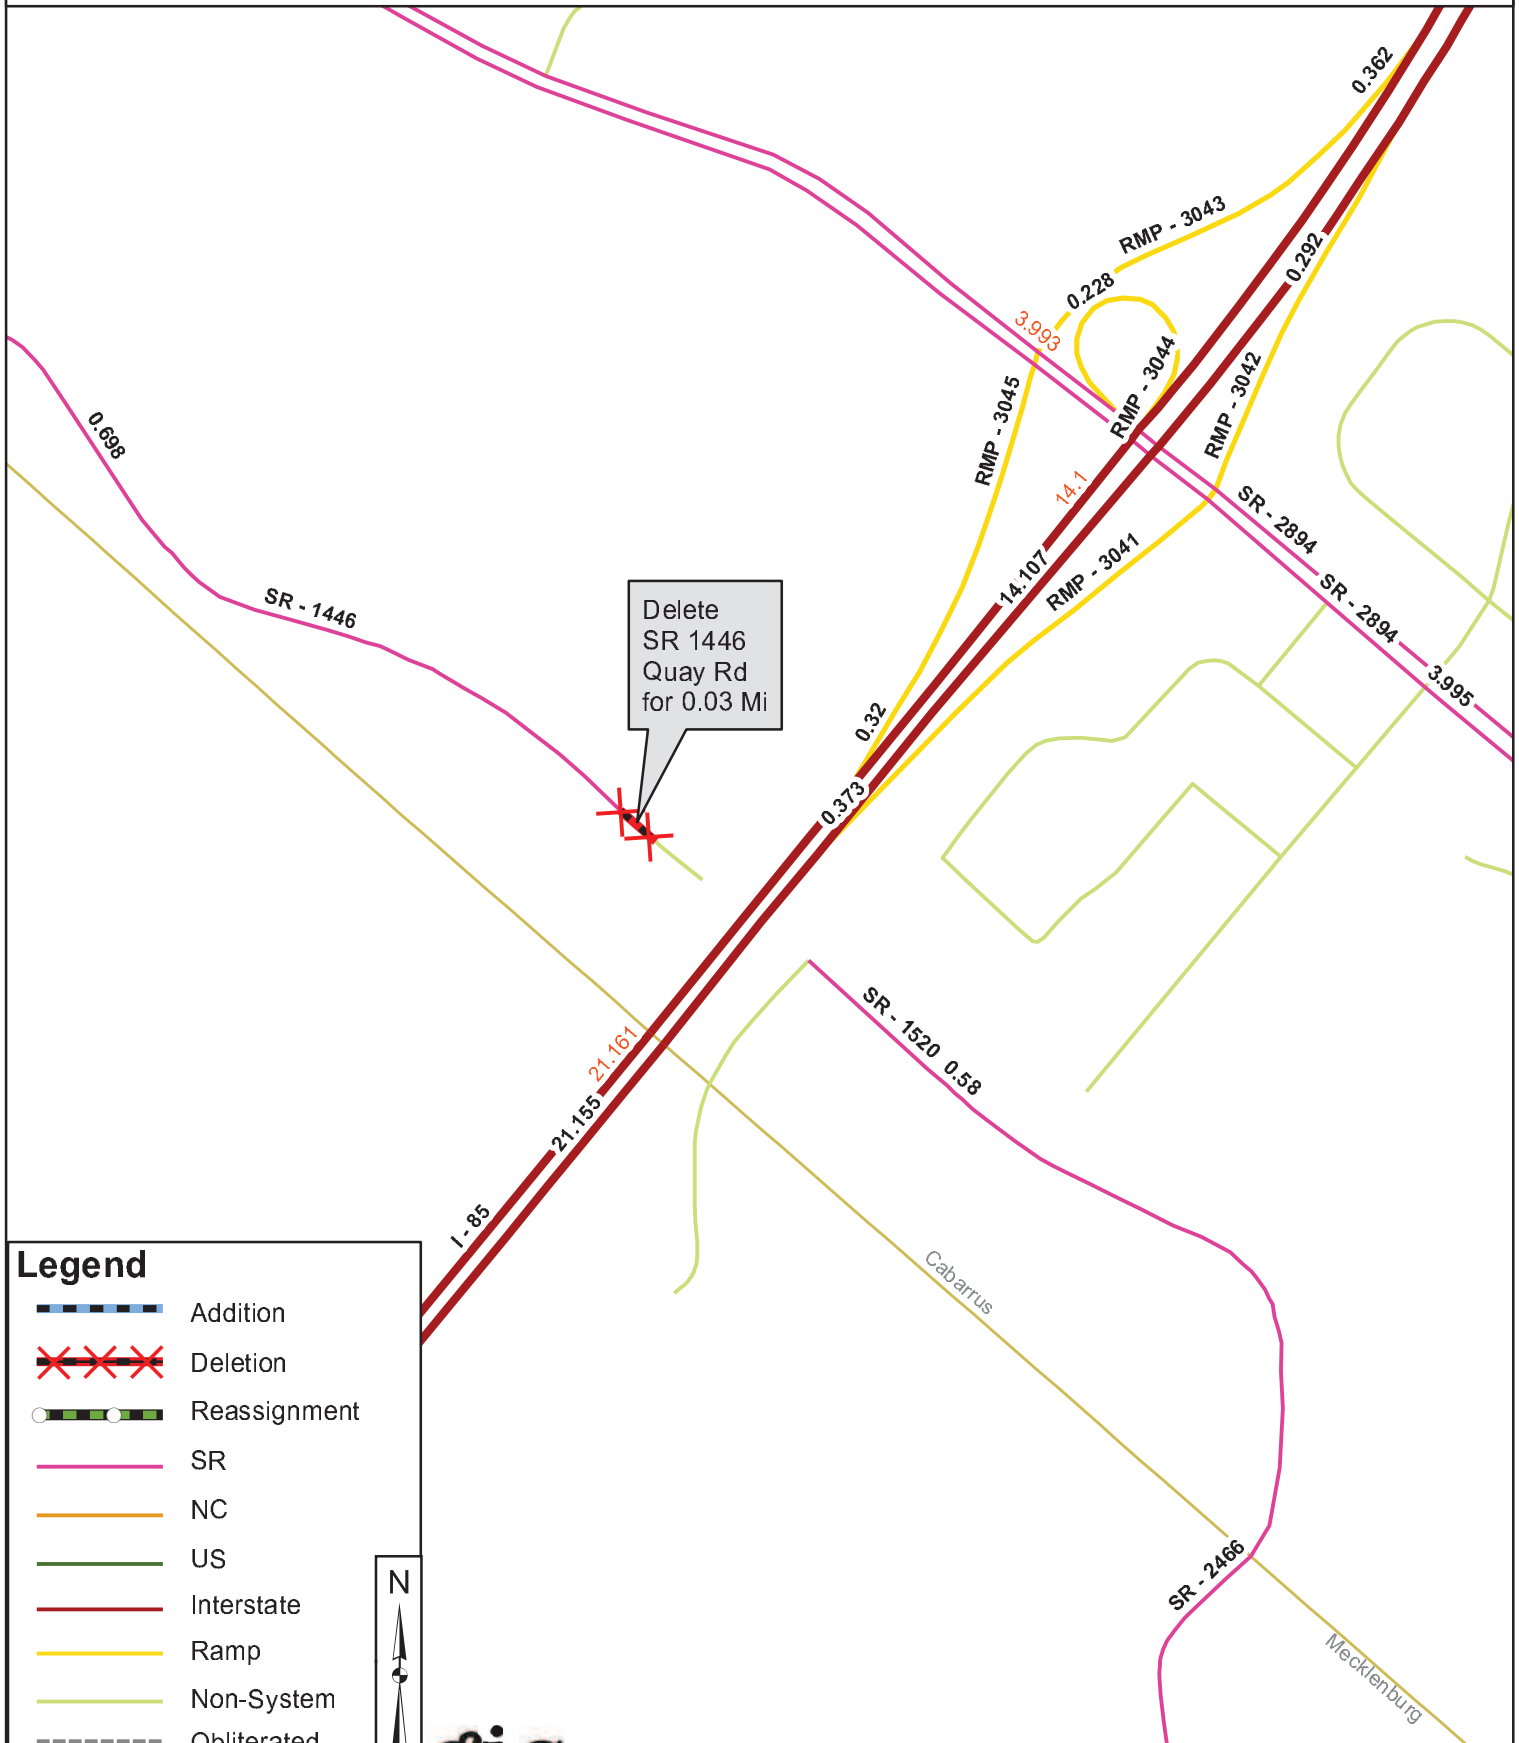 0.362
RMP - 3043
0.292
0.228
3.993
RMP - 3044
RMP - 3042
RMP - 3045
0.698
14.1
SR - 2894
RMP - 3041
14.107
SR - 2894
SR - 1446
Delete
SR 1446
Quay Rd
for 0.03 Mi
3.995
0.32
0.373
SR - 1520 0.58
21.161
21.155
I - 85
Cabarrus
SR - 2466
Mecklenburg
Legend
Addition
Deletion
Reassignment
SR
NC
US
Interstate
Ramp
Non-System
Obliterated
N